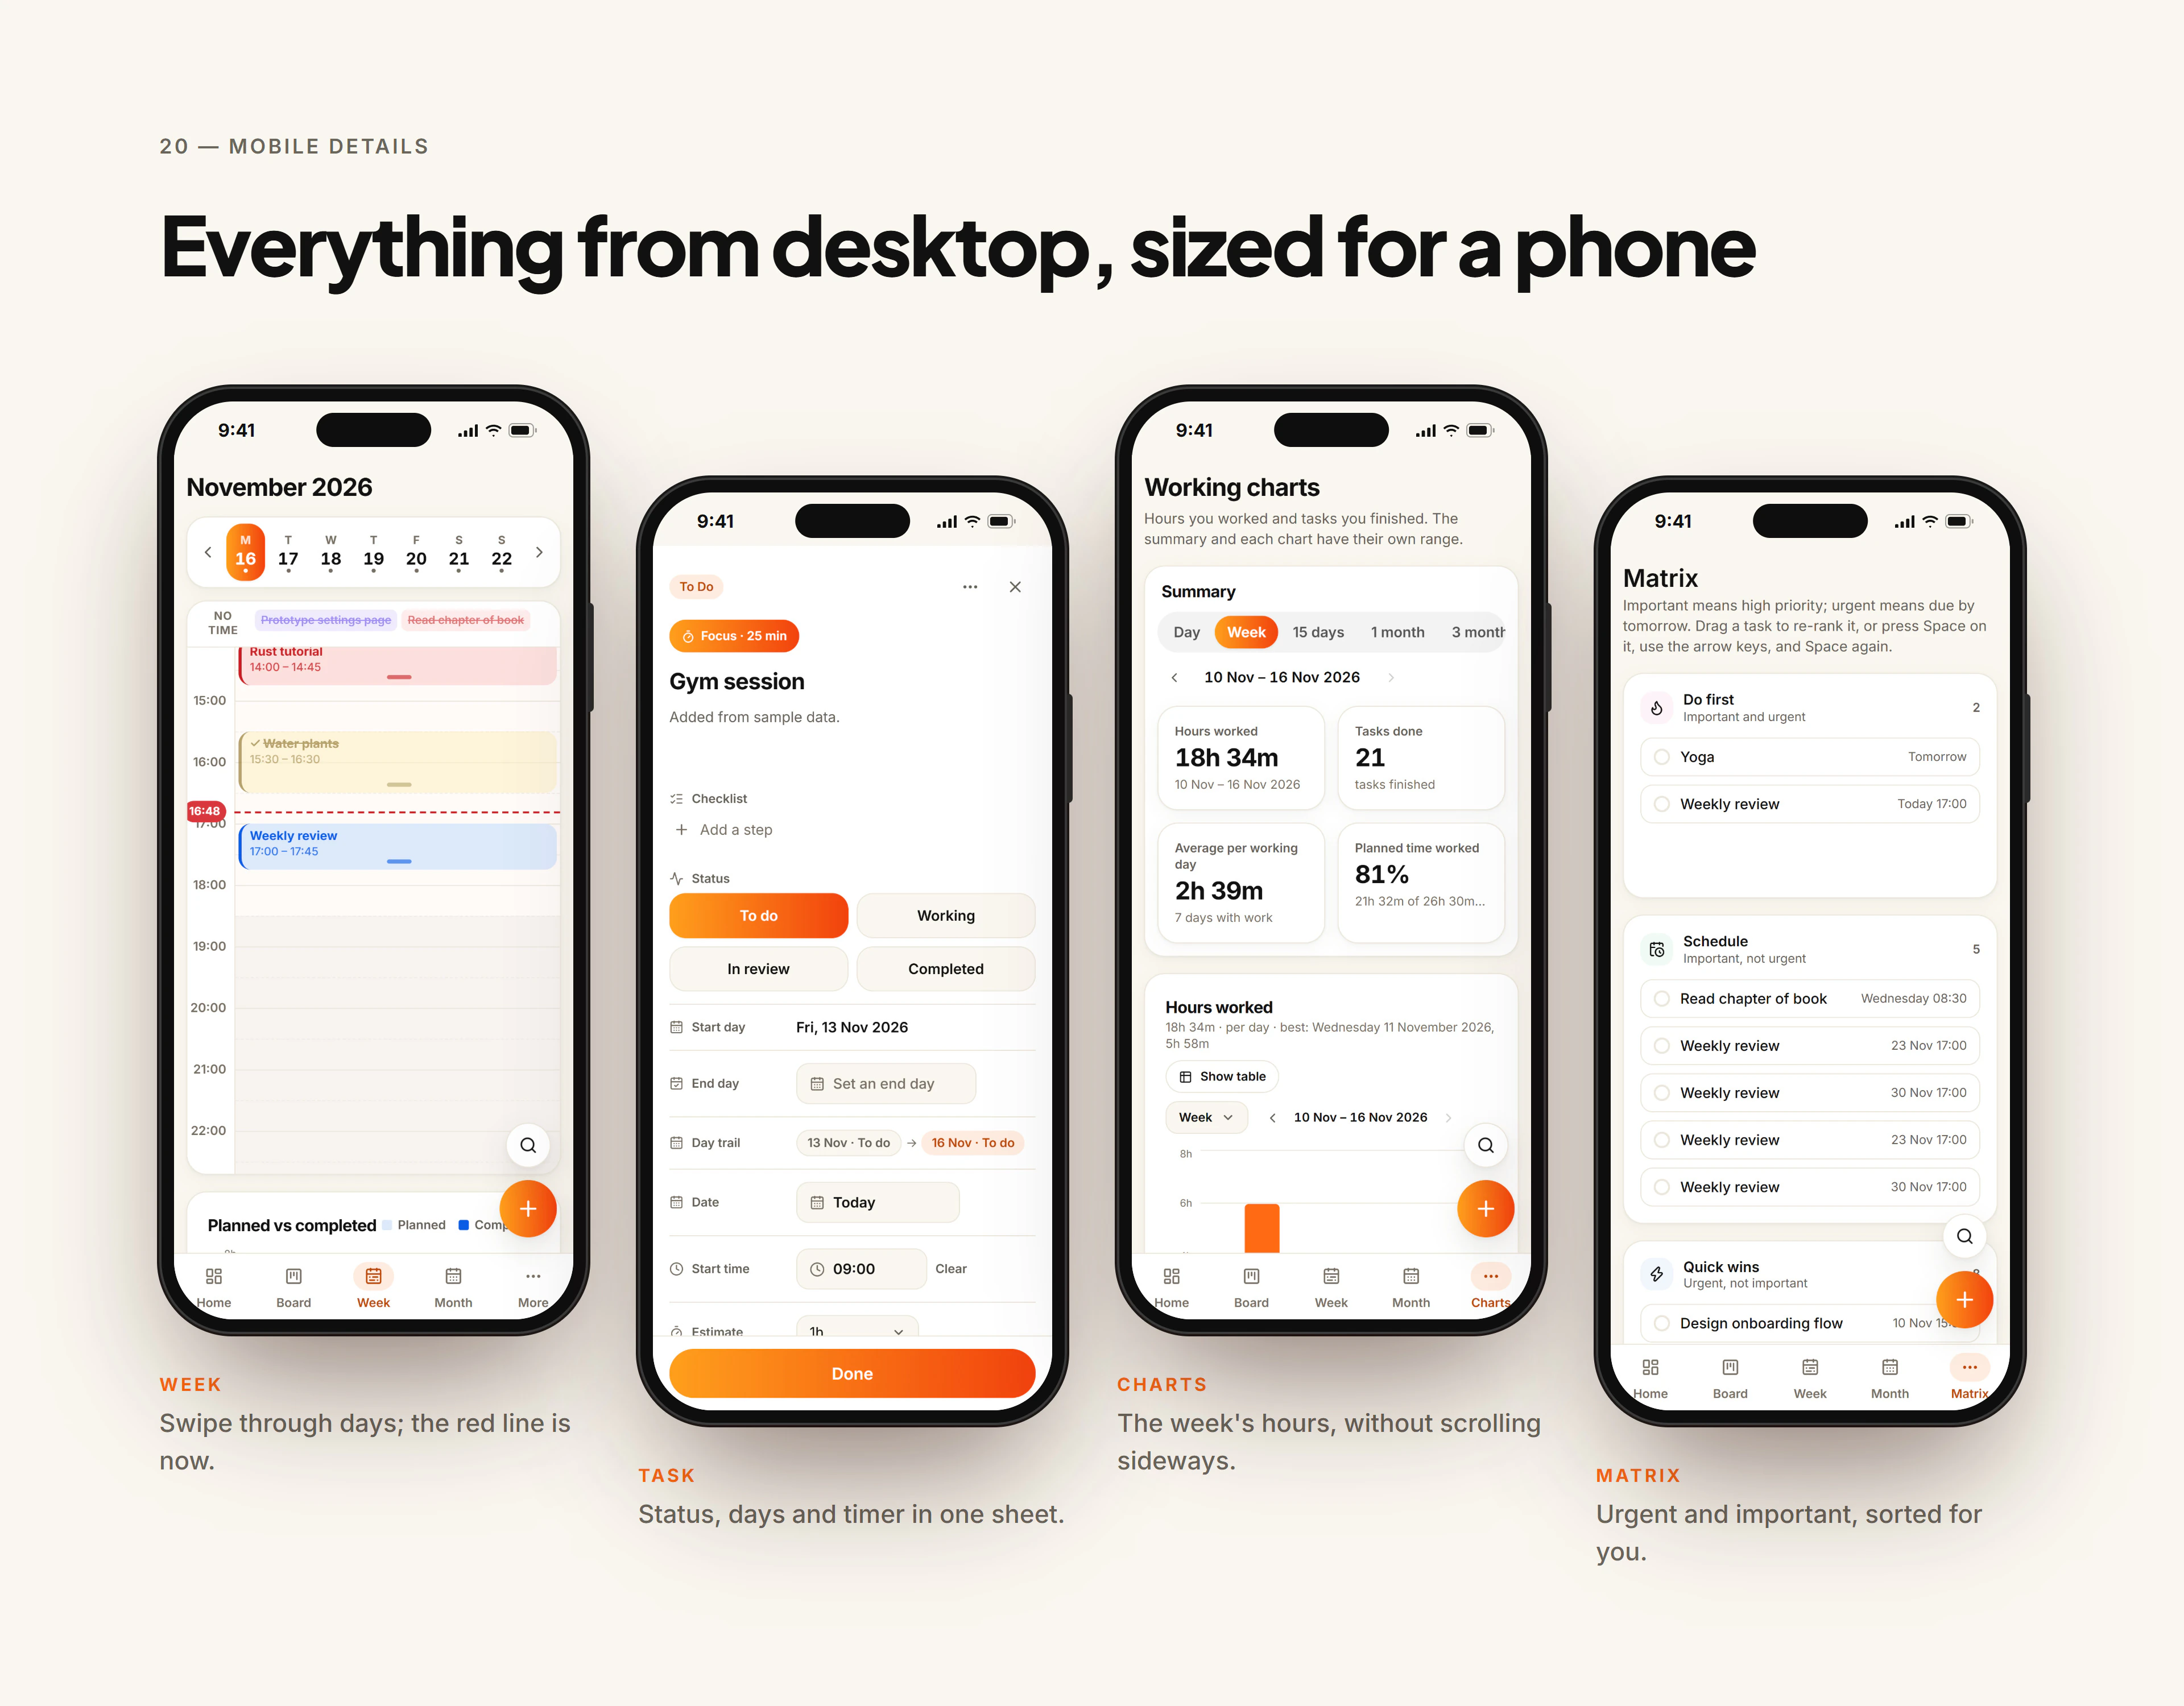 20 — MOBILE DETAILS
Everything from desktop, sized for a phone
9:41
November 2026
M T W T F S S
16 17 18 19 20 21 22
NO TIME
Prototype settings page
Read chapter of book
Rust tutorial
14:00 – 14:45
15:00
Water plants
15:30 – 16:30
16:00
16:48
17:00
Weekly review
17:00 – 17:45
18:00
19:00
20:00
21:00
22:00
Planned vs completed
Planned
Comp
8h
Home
Board
Week
Month
More
WEEK
Swipe through days; the red line is
now.
9:41
To Do
Focus · 25 min
Gym session
Added from sample data.
Checklist
Add a step
Status
To do
Working
In review
Completed
Start day
Fri, 13 Nov 2026
End day
Set an end day
Day trail
13 Nov · To do → 16 Nov · To do
Date
Today
Start time
09:00
Clear
Estimate
1h
Done
TASK
Status, days and timer in one sheet.
9:41
Working charts
Hours you worked and tasks you finished. The
summary and each chart have their own range.
Summary
Day
Week
15 days
1 month
3 month
10 Nov – 16 Nov 2026
Hours worked
18h 34m
10 Nov – 16 Nov 2026
Tasks done
21
tasks finished
Average per working
day
2h 39m
7 days with work
Planned time worked
81%
21h 32m of 26h 30m...
Hours worked
18h 34m · per day · best: Wednesday 11 November 2026,
5h 58m
Show table
Week
10 Nov – 16 Nov 2026
8h
6h
Home
Board
Week
Month
Charts
CHARTS
The week's hours, without scrolling
sideways.
9:41
Matrix
Important means high priority; urgent means due by
tomorrow. Drag a task to re-rank it, or press Space on
it, use the arrow keys, and Space again.
Do first
Important and urgent
2
Yoga
Tomorrow
Weekly review
Today 17:00
Schedule
Important, not urgent
5
Read chapter of book
Wednesday 08:30
Weekly review
23 Nov 17:00
Weekly review
30 Nov 17:00
Weekly review
23 Nov 17:00
Weekly review
30 Nov 17:00
Quick wins
Urgent, not important
Design onboarding flow
10 Nov 15:
Home
Board
Week
Month
Matrix
MATRIX
Urgent and important, sorted for
you.